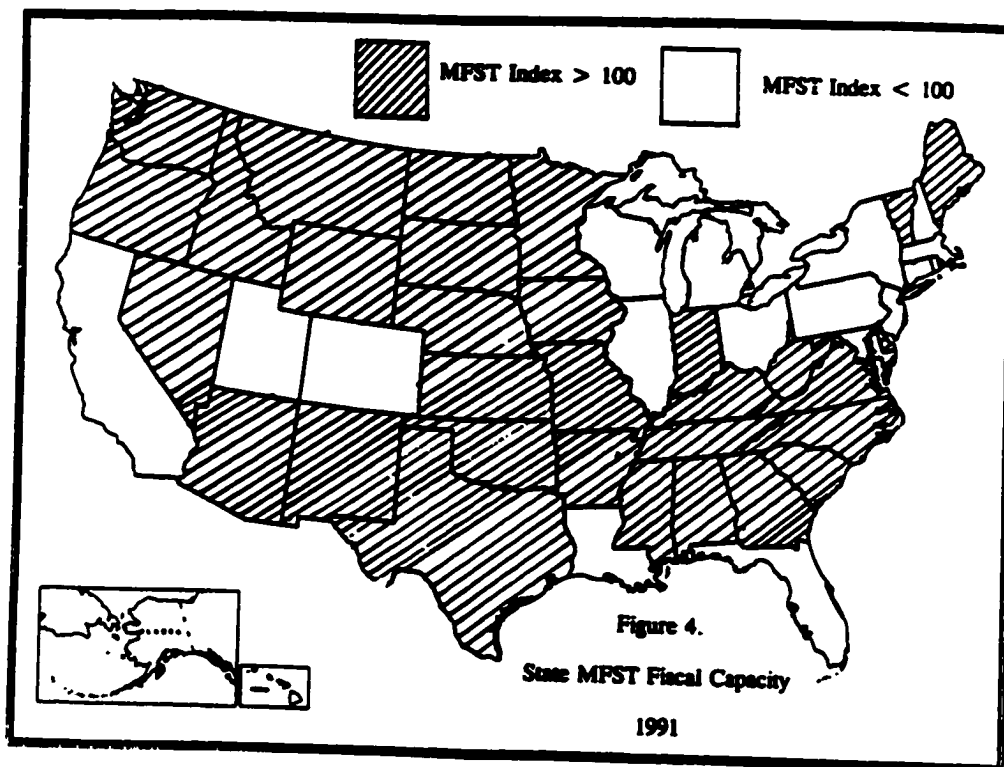 MFST Index > 100
MFST Index < 100
Figure 4.
State MFST Fiscal Capacity
1991